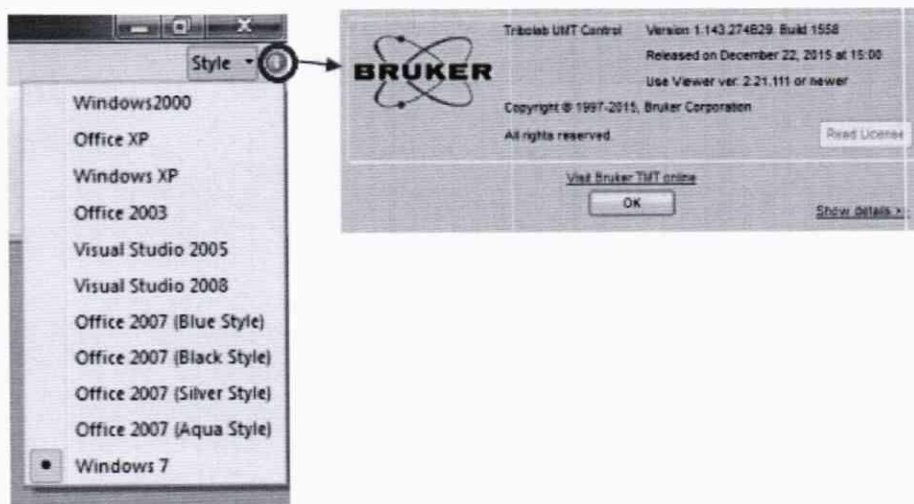 Style
Windows2000
Office XP
Windows XP
Office 2003
Visual Studio 2005
Visual Studio 2008
Office 2007 (Blue Style)
Office 2007 (Black Style)
Office 2007 (Silver Style)
Office 2007 (Aqua Style)
Windows 7
BRUKER
Tribolab UMT Control Version 1.143.274829. Build 1558
Released on December 22, 2015 at 15:00
Use Viewer ver. 2.21.111 or newer
Copyright © 1997-2015, Bruker Corporation
All rights reserved.
Read License
Visit Bruker TMT online
OK
Show details >